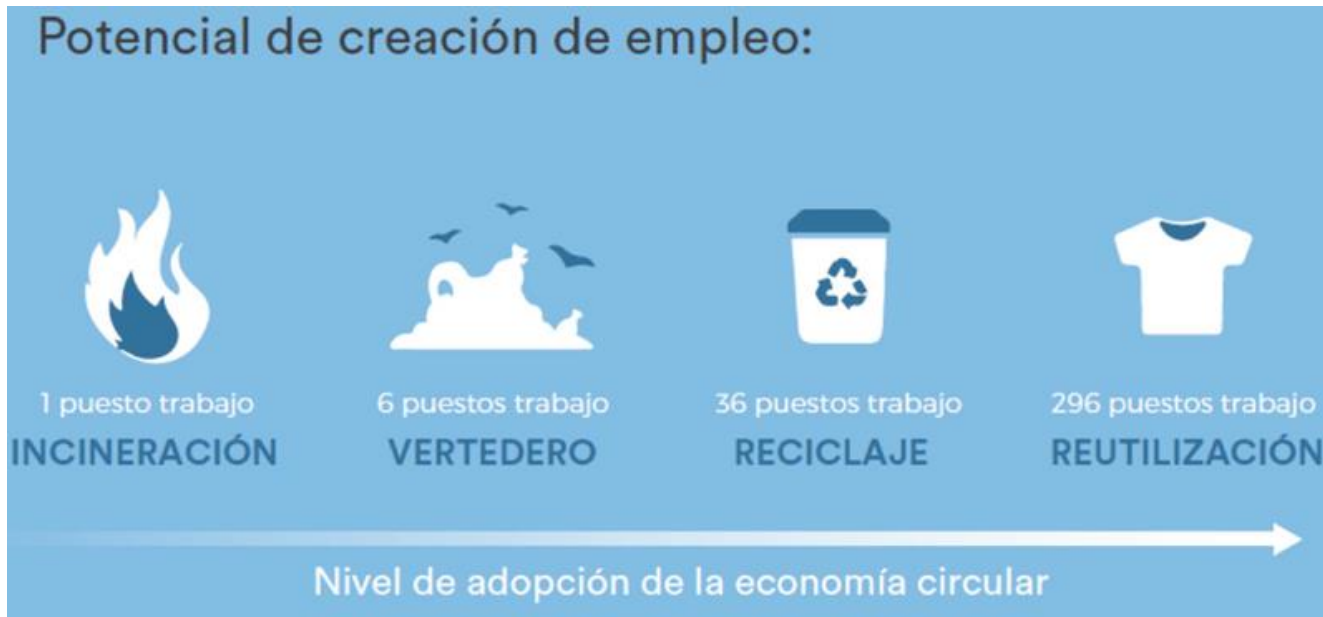 Potencial de creación de empleo:
1 puesto trabajo
INCINERACIÓN
6 puestos trabajo
VERTEDERO
36 puestos trabajo
RECICLAJE
296 puestos trabajo
REUTILIZACIÓN
Nivel de adopción de la economía circular